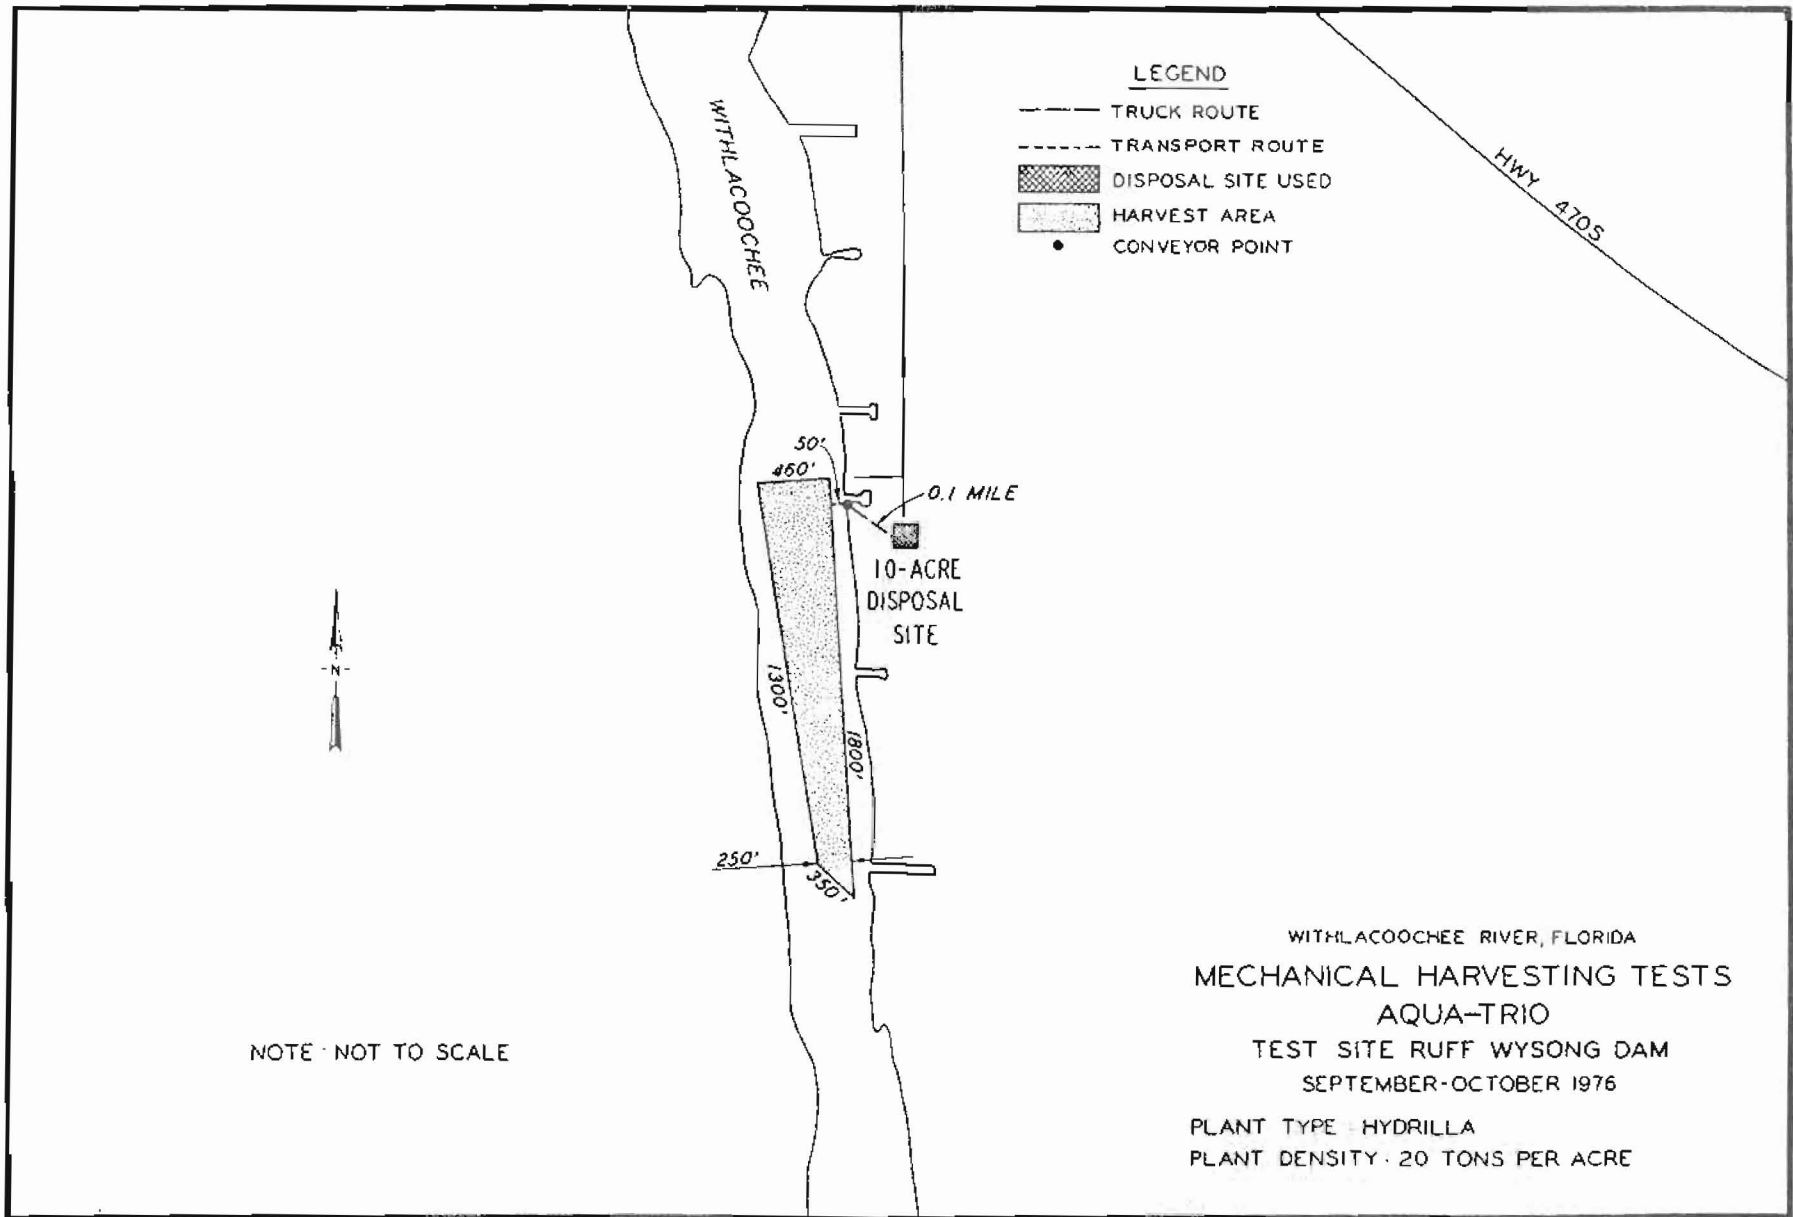 LEGEND
TRUCK ROUTE
TRANSPORT ROUTE
DISPOSAL SITE USED
HARVEST AREA
CONVEYOR POINT
HWY 470S
WITHLACOOCHEE
50'
460'
0.1 MILE
10-ACRE
DISPOSAL
SITE
1300'
1800'
250'
350'
N
NOTE · NOT TO SCALE
WITHLACOOCHEE RIVER, FLORIDA
MECHANICAL HARVESTING TESTS
AQUA-TRIO
TEST SITE RUFF WYSONG DAM
SEPTEMBER-OCTOBER 1976
PLANT TYPE · HYDRILLA
PLANT DENSITY · 20 TONS PER ACRE